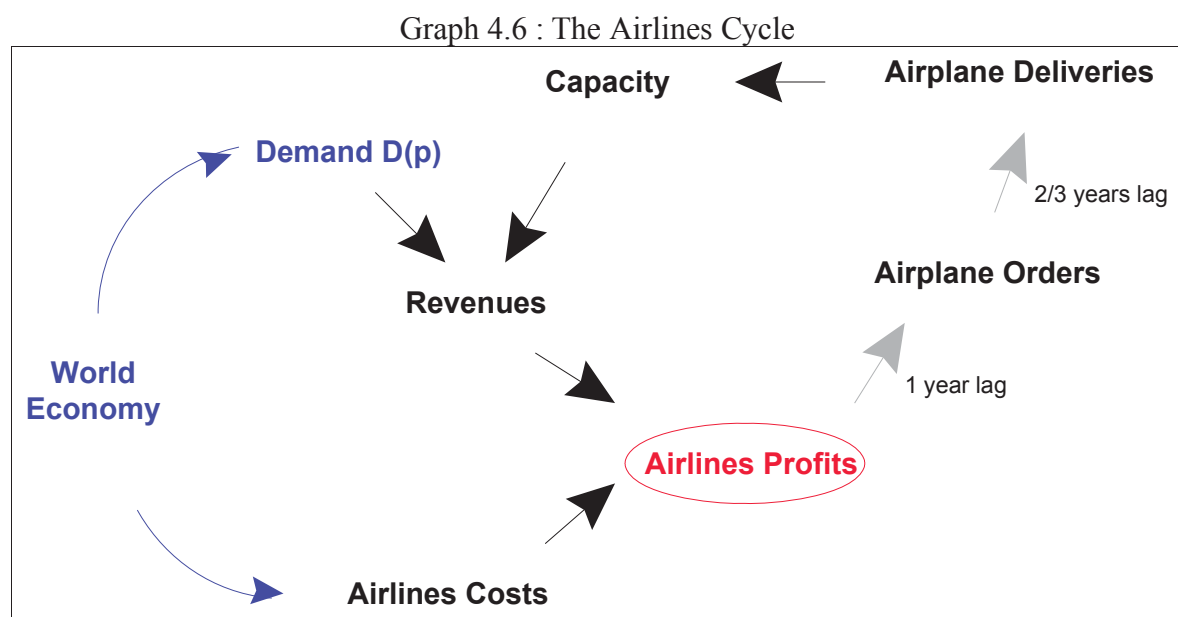 Graph 4.6 : The Airlines Cycle
Capacity
Airplane Deliveries
Demand D(p)
2/3 years lag
Airplane Orders
Revenues
World
Economy
1 year lag
Airlines Profits
Airlines Costs